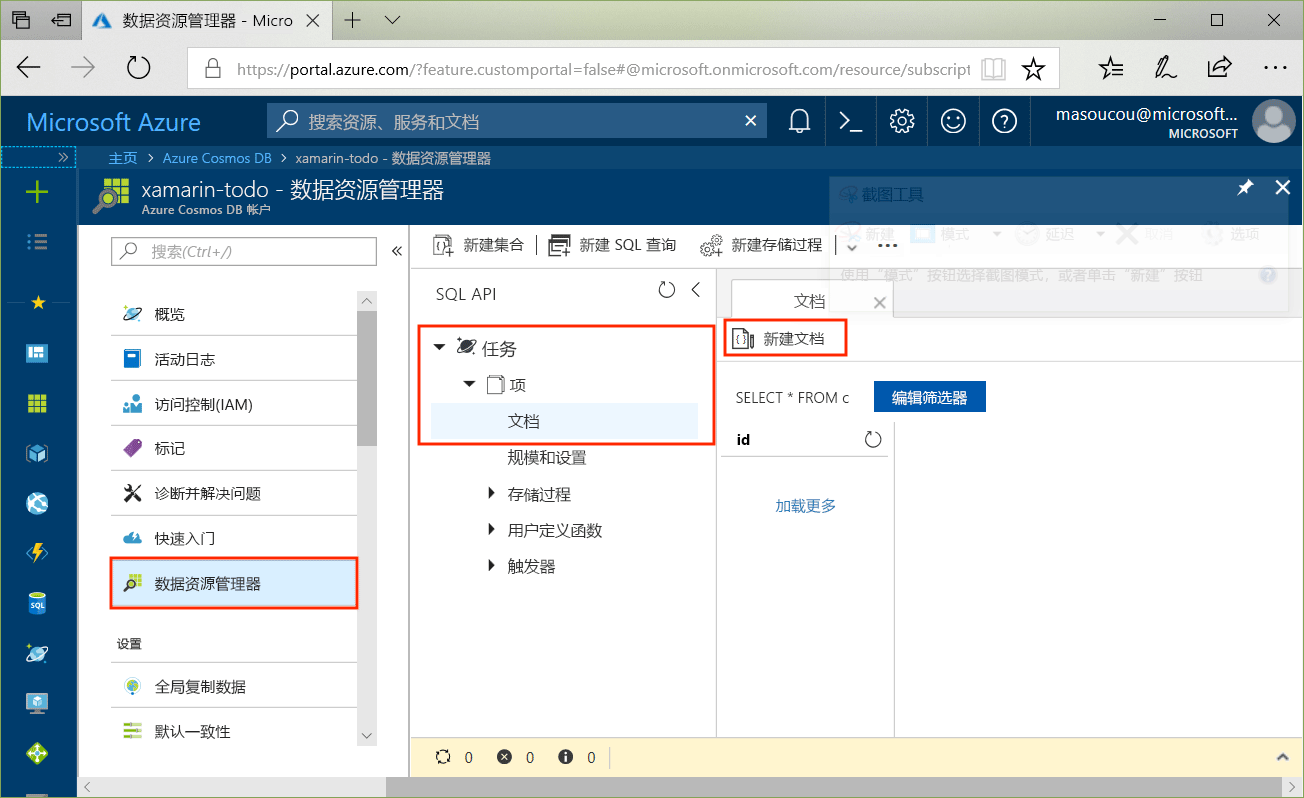 数据资源管理器 - Micro
https://portal.azure.com/?feature.customportal=false#@microsoft.onmicrosoft.com/resource/subscript
Microsoft Azure
搜索资源、服务和文档
masoucou@microsoft...
MICROSOFT
主页 > Azure Cosmos DB > xamarin-todo - 数据资源管理器
xamarin-todo - 数据资源管理器
Azure Cosmos DB 帐户
截图工具
新建 模式 延迟 取消 选项
使用“模式”按钮选择截图模式，或者单击“新建”按钮
搜索(Ctrl+/)
概览
活动日志
访问控制(IAM)
标记
诊断并解决问题
快速入门
数据资源管理器
设置
全局复制数据
默认一致性
新建集合
新建 SQL 查询
新建存储过程
SQL API
任务
项
文档
规模和设置
存储过程
用户定义函数
触发器
文档
新建文档
SELECT * FROM c
编辑筛选器
id
加载更多
0 0 0
SQL